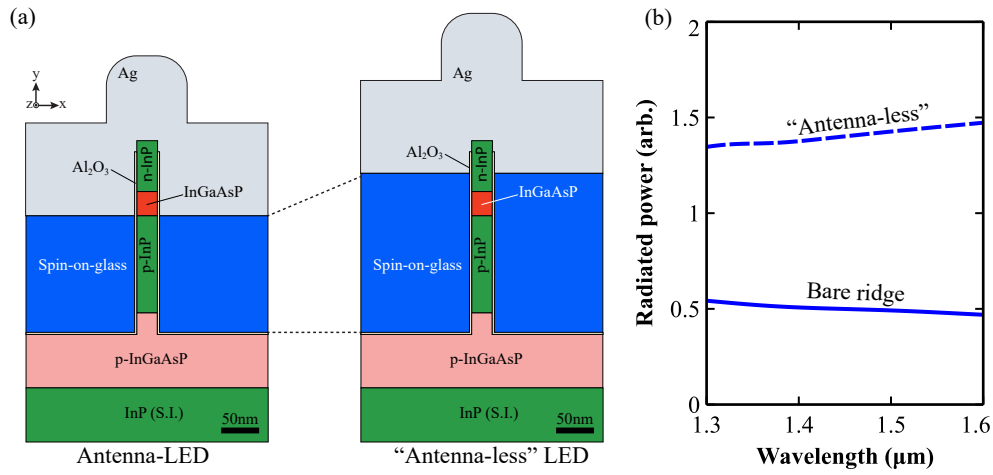 (a)
y
z
x
Ag
Al₂O₃
n-InP
InGaAsP
Spin-on-glass
p-InP
p-InGaAsP
InP (S.I.)
50nm
Antenna-LED
Ag
Al₂O₃
n-InP
InGaAsP
Spin-on-glass
p-InP
p-InGaAsP
InP (S.I.)
50nm
“Antenna-less” LED
(b)
Radiated power (arb.)
2
1.5
1
0.5
0
“Antenna-less”
Bare ridge
1.3
1.4
1.5
1.6
Wavelength (μm)